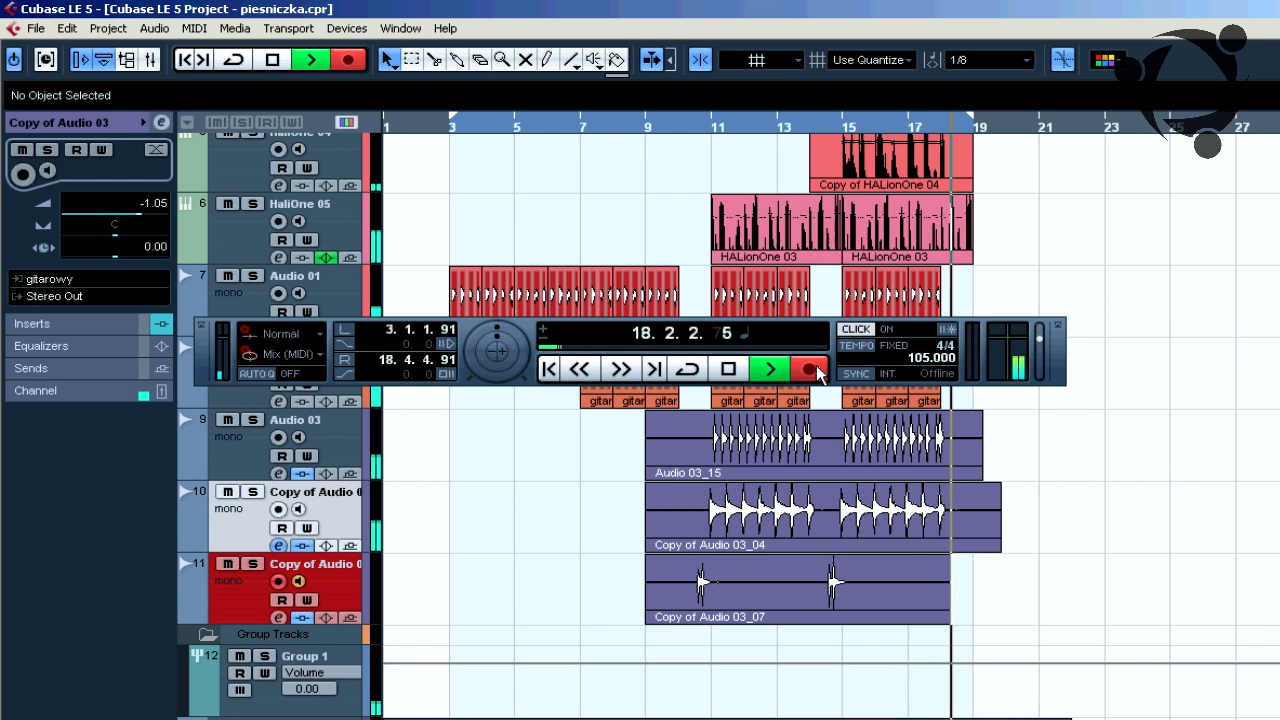 Cubase LE 5 - [Cubase LE 5 Project - piesniczka.cpr]
File Edit Project Audio MIDI Media Transport Devices Window Help
Use Quantize 1/8
No Object Selected
Copy of Audio 03 e [M] [S] [R] [W] 1 3 5 7 9 11 13 15 17 19 21 23 25 27
m S R W
R W
e
Copy of HALionOne 04
-1.05
C
0.00
6 m S HaliOne 05
R W
e
HALionOne 03 HALionOne 03
gitarowy
Stereo Out
7 m S Audio 01
mono
R W
Inserts
Equalizers
Sends
Channel
Normal
Mix (MIDI)
AUTO Q OFF
L 3. 1. 1. 91
0. 0
R 18. 4. 4. 91
0. 0
18. 2. 2. 75
CLICK ON
TEMPO FIXED 4/4
105.000
SYNC INT. Offline
e gitar gitar gitar gitar gitar gitar gitar gitar gitar
9 m S Audio 03
mono
R W
e
Audio 03_15
10 m S Copy of Audio 0
mono
R W
e
Copy of Audio 03_04
11 m S Copy of Audio 0
mono
R W
e
Copy of Audio 03_07
Group Tracks
12 m S Group 1
R W Volume
0.00